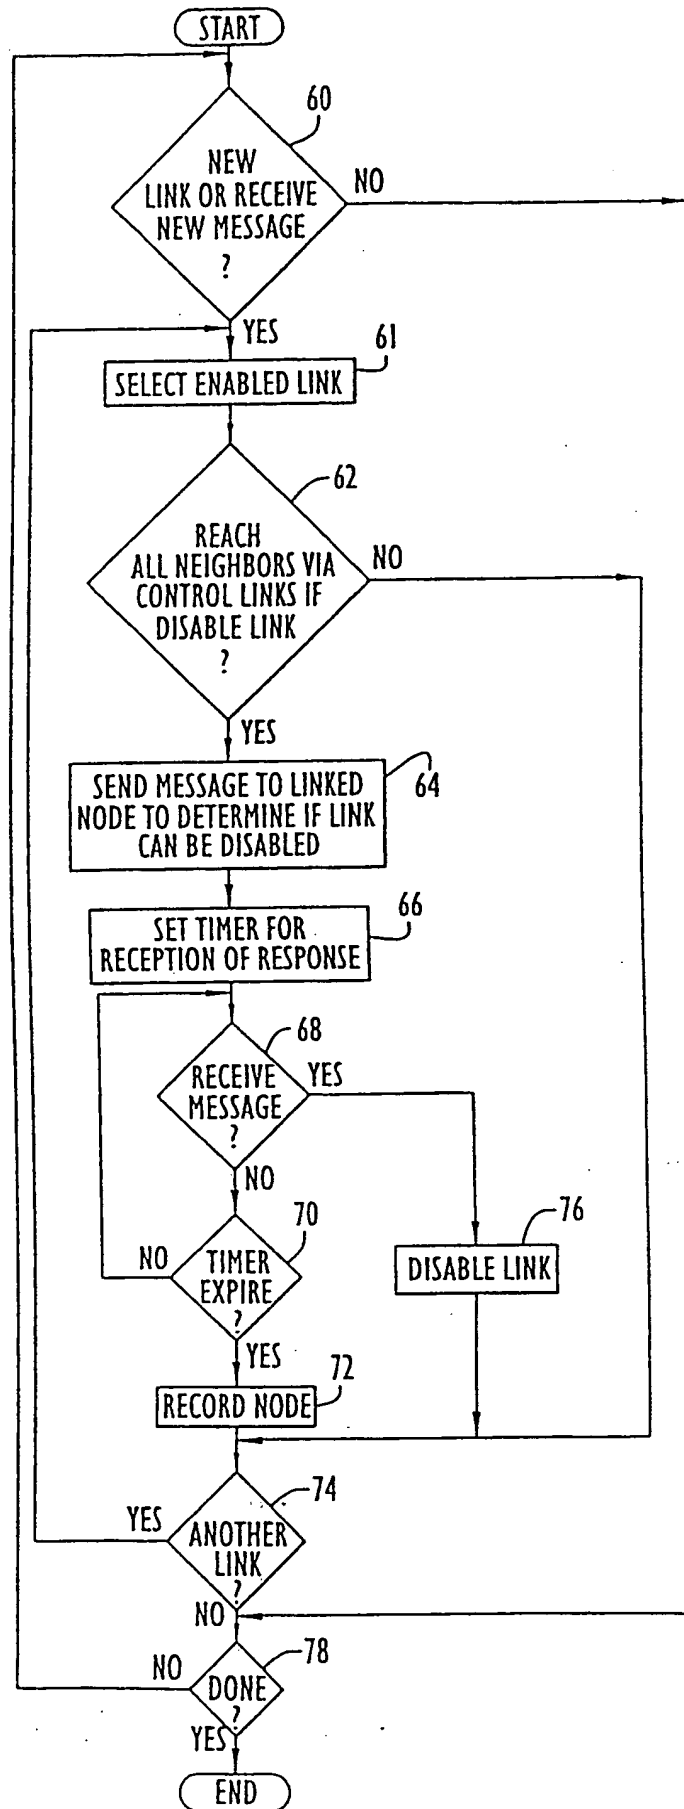 START
60
NEW
LINK OR RECEIVE
NEW MESSAGE
?
NO
YES
61
SELECT ENABLED LINK
62
REACH
ALL NEIGHBORS VIA
CONTROL LINKS IF
DISABLE LINK
?
NO
YES
64
SEND MESSAGE TO LINKED
NODE TO DETERMINE IF LINK
CAN BE DISABLED
66
SET TIMER FOR
RECEPTION OF RESPONSE
68
RECEIVE
MESSAGE
?
YES
NO
70
TIMER
EXPIRE
?
NO
YES
76
DISABLE LINK
72
RECORD NODE
74
ANOTHER
LINK
?
YES
NO
78
DONE
?
NO
YES
END